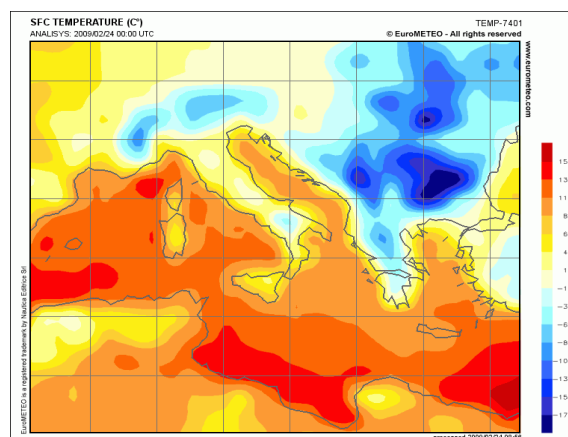 SFC TEMPERATURE (C°)
TEMP-7401
ANALISYS: 2009/02/24 00:00 UTC
© EuroMETEO - All rights reserved
www.eurometeo.com
EuroMETEO is a registered trademark by Nautica Editrice Srl
15
13
11
8
6
4
1
-1
-3
-6
-8
-10
-13
-15
-17